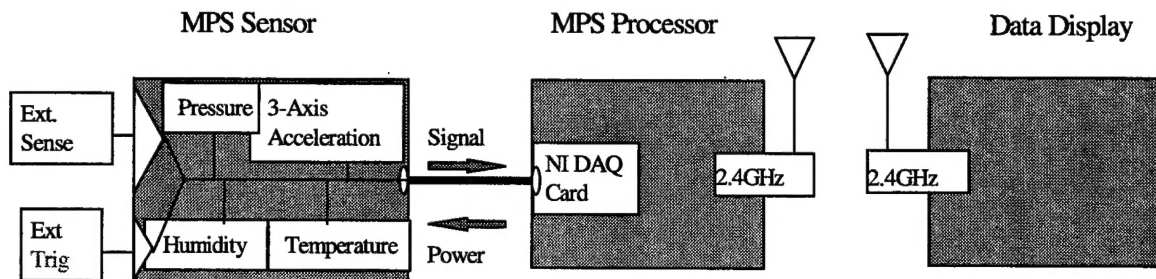 MPS Sensor
MPS Processor
Data Display
Ext.
Sense
Pressure
3-Axis
Acceleration
Signal
NI DAQ
Card
2.4GHz
2.4GHz
Ext
Trig
Humidity
Temperature
Power